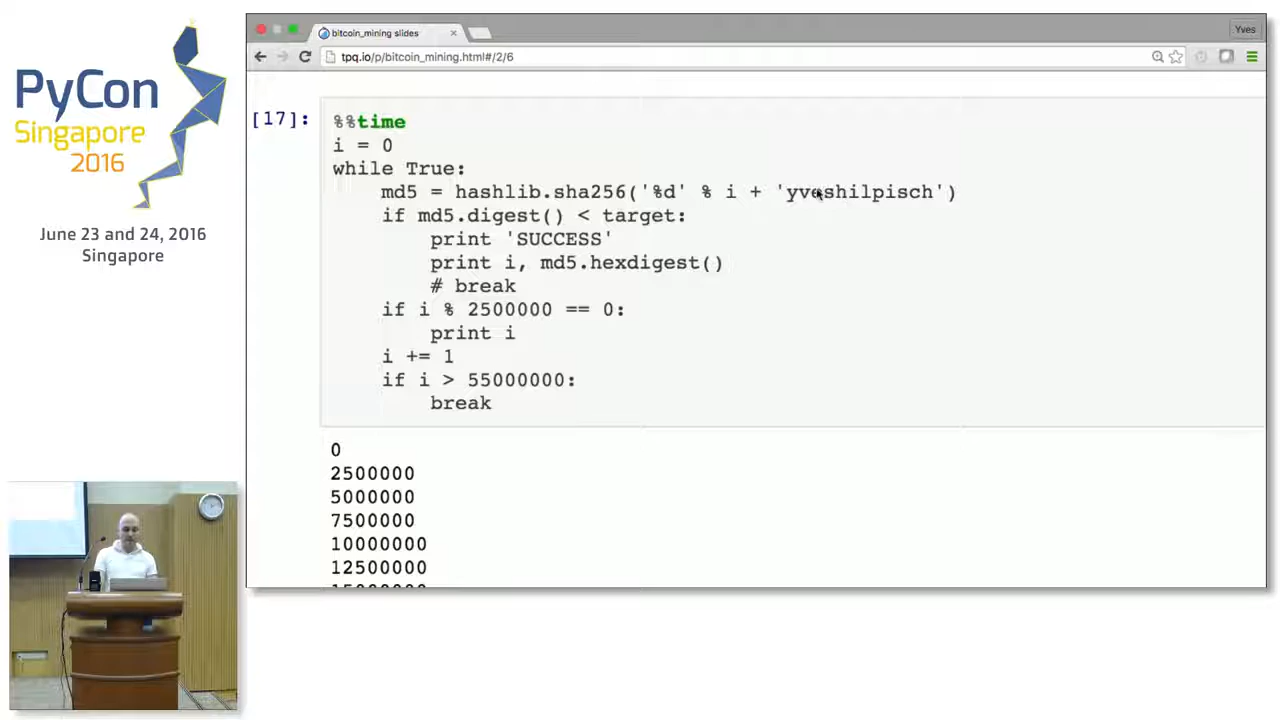 PyCon
Singapore
2016
June 23 and 24, 2016
Singapore
bitcoin_mining slides
Yves
tpq.io/p/bitcoin_mining.html#/2/6
[17]:
%%time
i = 0
while True:
md5 = hashlib.sha256('%d' % i + 'yveshilpisch')
if md5.digest() < target:
print 'SUCCESS'
print i, md5.hexdigest()
# break
if i % 2500000 == 0:
print i
i += 1
if i > 55000000:
break
0
2500000
5000000
7500000
10000000
12500000